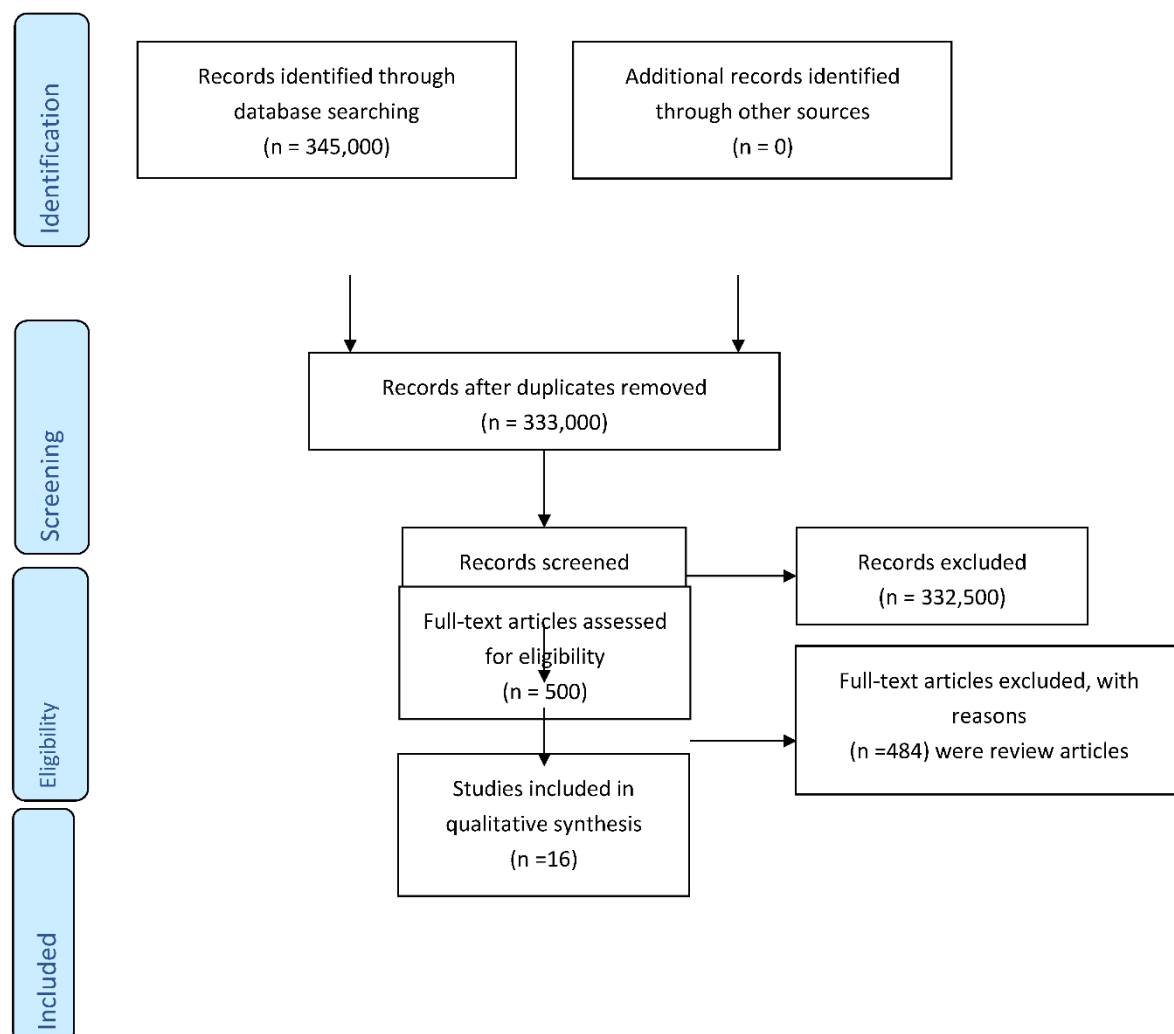 Identification
Records identified through
database searching
(n = 345,000)
Additional records identified
through other sources
(n = 0)
Screening
Records after duplicates removed
(n = 333,000)
Records screened
Records excluded
(n = 332,500)
Eligibility
Full-text articles assessed
for eligibility
(n = 500)
Full-text articles excluded, with
reasons
(n =484) were review articles
Studies included in
qualitative synthesis
(n =16)
Included